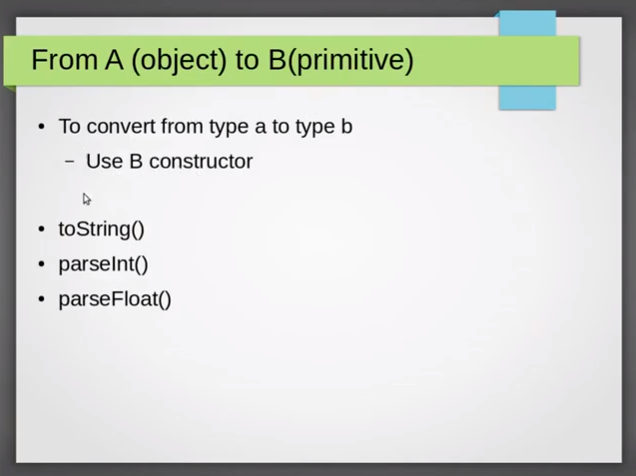 From A (object) to B(primitive)
• To convert from type a to type b
– Use B constructor
• toString()
• parseInt()
• parseFloat()